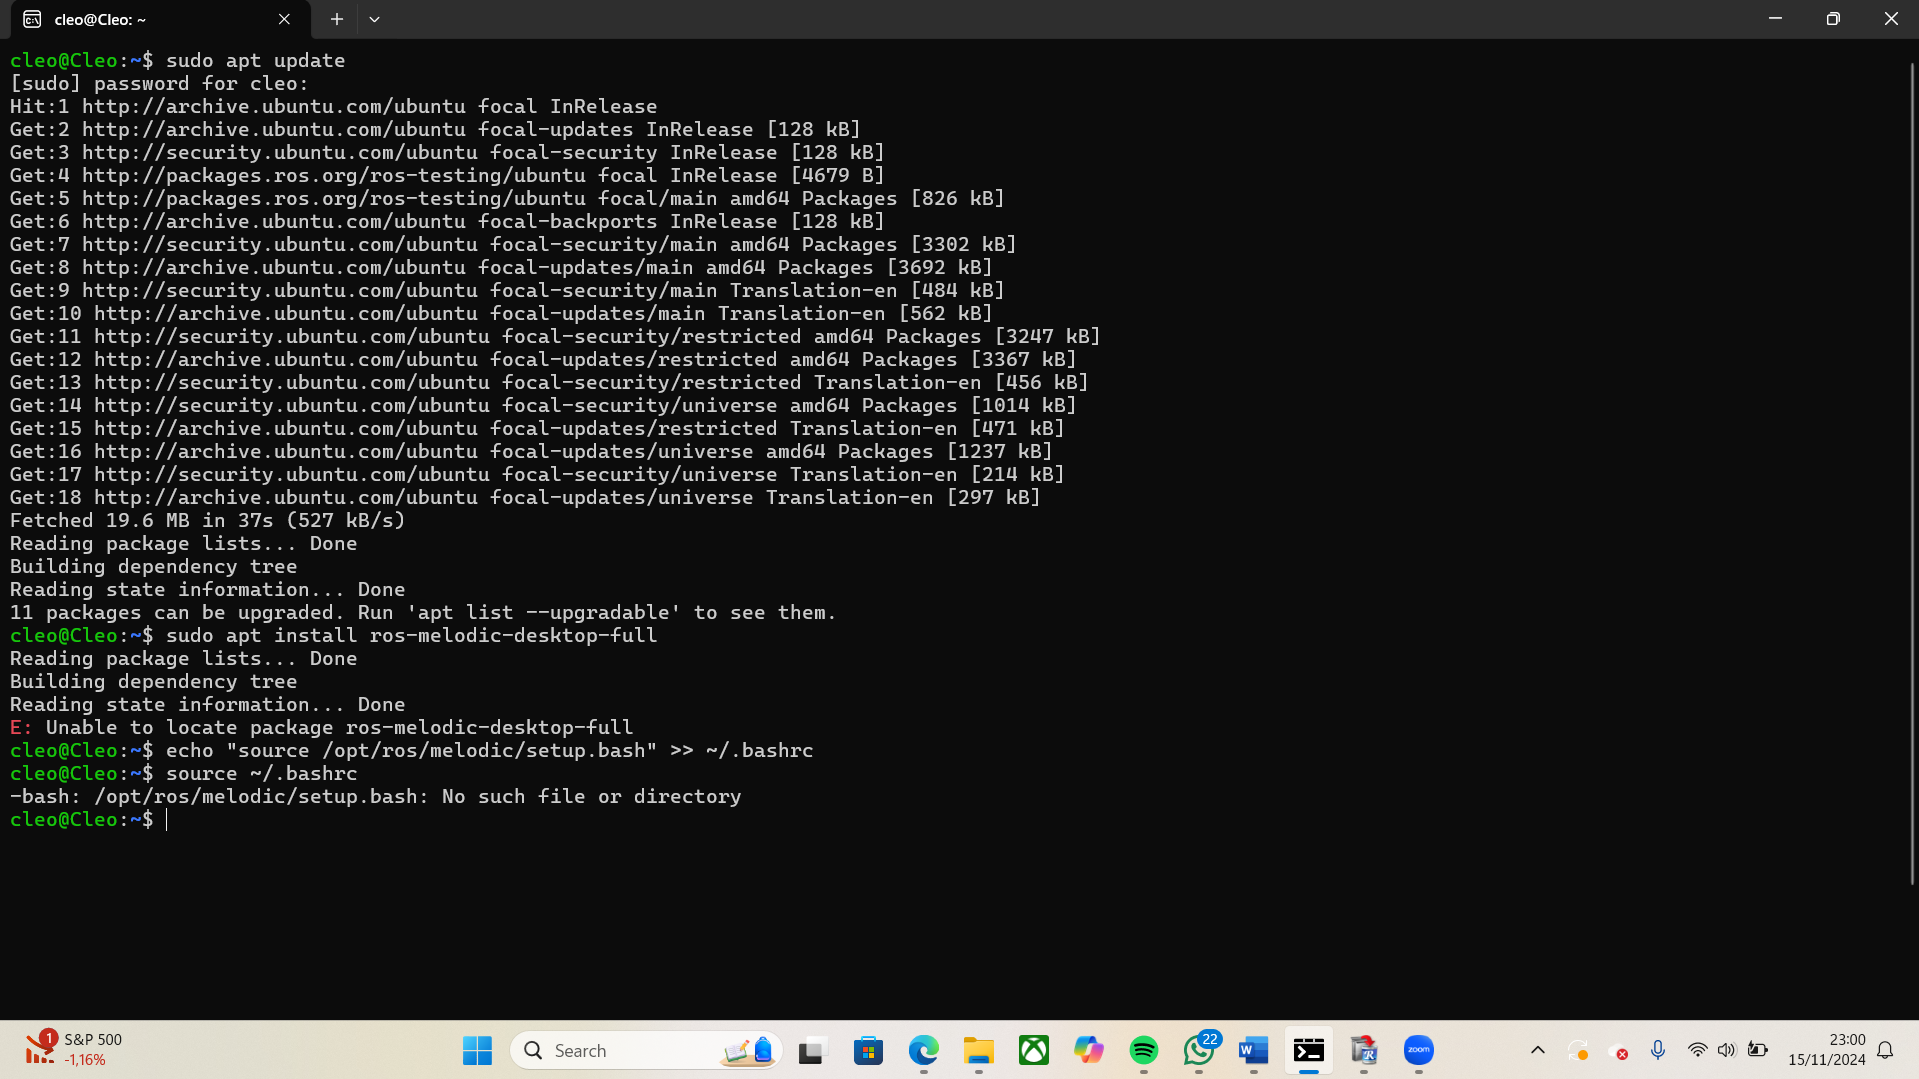 cleo@Cleo: ~
cleo@Cleo:~$ sudo apt update
[sudo] password for cleo:
Hit:1 http://archive.ubuntu.com/ubuntu focal InRelease
Get:2 http://archive.ubuntu.com/ubuntu focal-updates InRelease [128 kB]
Get:3 http://security.ubuntu.com/ubuntu focal-security InRelease [128 kB]
Get:4 http://packages.ros.org/ros-testing/ubuntu focal InRelease [4679 B]
Get:5 http://packages.ros.org/ros-testing/ubuntu focal/main amd64 Packages [826 kB]
Get:6 http://archive.ubuntu.com/ubuntu focal-backports InRelease [128 kB]
Get:7 http://security.ubuntu.com/ubuntu focal-security/main amd64 Packages [3302 kB]
Get:8 http://archive.ubuntu.com/ubuntu focal-updates/main amd64 Packages [3692 kB]
Get:9 http://security.ubuntu.com/ubuntu focal-security/main Translation-en [484 kB]
Get:10 http://archive.ubuntu.com/ubuntu focal-updates/main Translation-en [562 kB]
Get:11 http://security.ubuntu.com/ubuntu focal-security/restricted amd64 Packages [3247 kB]
Get:12 http://archive.ubuntu.com/ubuntu focal-updates/restricted amd64 Packages [3367 kB]
Get:13 http://security.ubuntu.com/ubuntu focal-security/restricted Translation-en [456 kB]
Get:14 http://security.ubuntu.com/ubuntu focal-security/universe amd64 Packages [1014 kB]
Get:15 http://archive.ubuntu.com/ubuntu focal-updates/restricted Translation-en [471 kB]
Get:16 http://archive.ubuntu.com/ubuntu focal-updates/universe amd64 Packages [1237 kB]
Get:17 http://security.ubuntu.com/ubuntu focal-security/universe Translation-en [214 kB]
Get:18 http://archive.ubuntu.com/ubuntu focal-updates/universe Translation-en [297 kB]
Fetched 19.6 MB in 37s (527 kB/s)
Reading package lists... Done
Building dependency tree
Reading state information... Done
11 packages can be upgraded. Run 'apt list --upgradable' to see them.
cleo@Cleo:~$ sudo apt install ros-melodic-desktop-full
Reading package lists... Done
Building dependency tree
Reading state information... Done
E: Unable to locate package ros-melodic-desktop-full
cleo@Cleo:~$ echo "source /opt/ros/melodic/setup.bash" >> ~/.bashrc
cleo@Cleo:~$ source ~/.bashrc
-bash: /opt/ros/melodic/setup.bash: No such file or directory
cleo@Cleo:~$
1
S&P 500
-1,16%
Search
22
W
R
zoom
23:00
15/11/2024